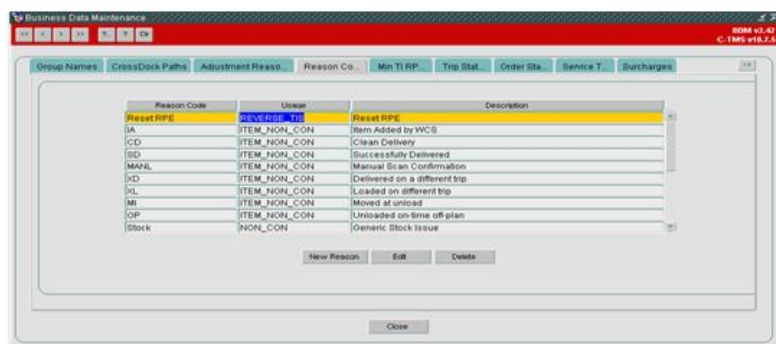 Business Data Maintenance
<< < > >> T... ? Clr
BDM v2.42
C-TMS v10.7.5
Group Names CrossDock Paths Adjustment Reaso... Reason Co... Min TI RP... Trip Stat... Order Sta... Service T... Surcharges
Reason Code Usage Description
Reset RPE REVERSE_TIS Reset RPE
IA ITEM_NON_CON Item Added by WCS
CD ITEM_NON_CON Clean Delivery
SD ITEM_NON_CON Successfully Delivered
MANL ITEM_NON_CON Manual Scan Confirmation
XD ITEM_NON_CON Delivered on a different trip
XL ITEM_NON_CON Loaded on different trip
MI ITEM_NON_CON Moved at unload
OP ITEM_NON_CON Unloaded on-time off-plan
Stock NON_CON Generic Stock Issue
New Reason Edit Delete
Close